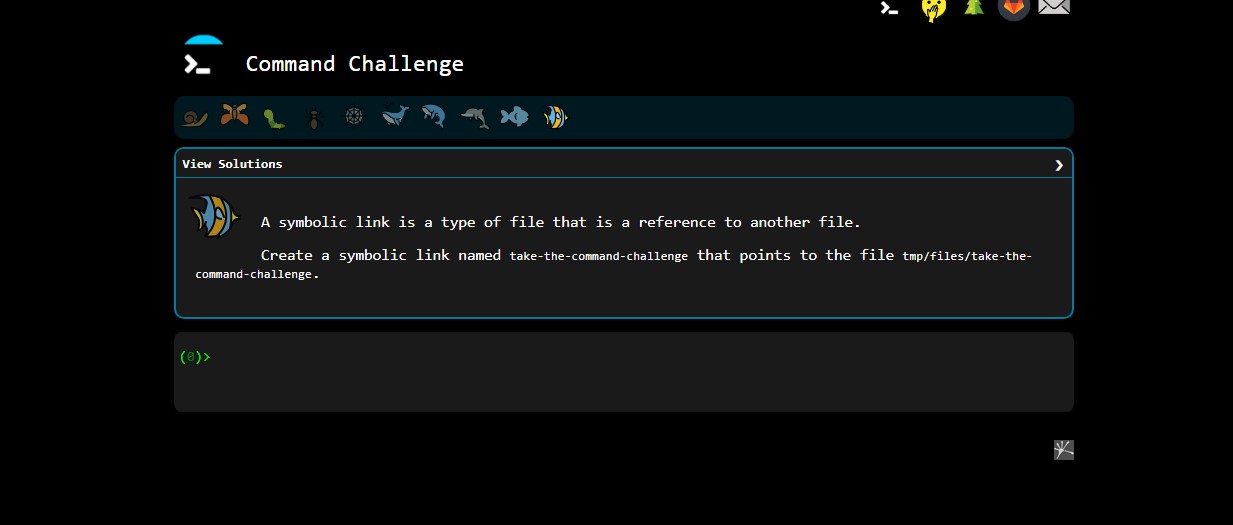 Command Challenge
View Solutions
A symbolic link is a type of file that is a reference to another file.
Create a symbolic link named take-the-command-challenge that points to the file tmp/files/take-the-
command-challenge.
(0)>